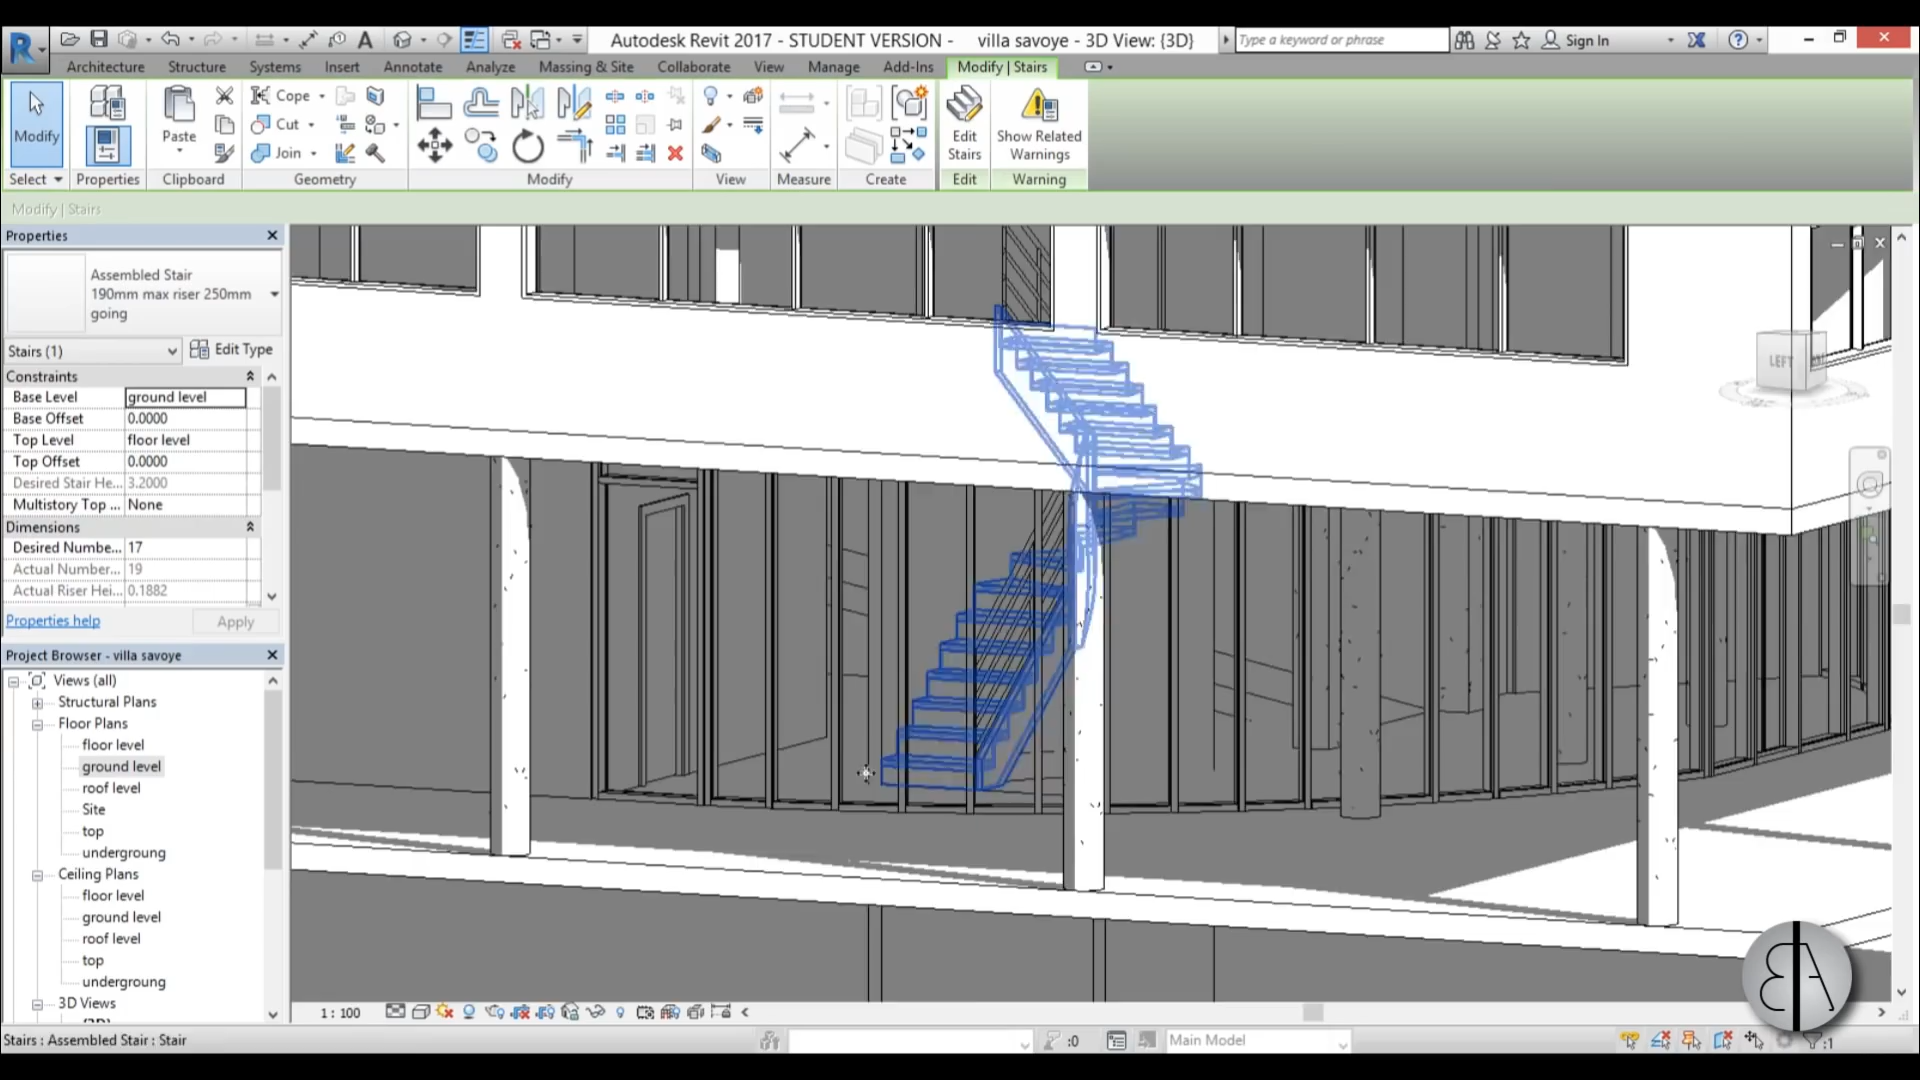 Autodesk Revit 2017 - STUDENT VERSION - villa savoye - 3D View: {3D}
Type a keyword or phrase
Sign In
Architecture Structure Systems Insert Annotate Analyze Massing & Site Collaborate View Manage Add-Ins Modify | Stairs
Modify
Paste
Cope
Cut
Join
Edit Stairs
Show Related Warnings
Select Properties Clipboard Geometry Modify View Measure Create Edit Warning
Modify | Stairs
Properties
Assembled Stair
190mm max riser 250mm
going
Stairs (1) Edit Type
Constraints
Base Level ground level
Base Offset 0.0000
Top Level floor level
Top Offset 0.0000
Desired Stair He... 3.2000
Multistory Top ... None
Dimensions
Desired Numbe... 17
Actual Number... 19
Actual Riser Hei... 0.1882
Properties help Apply
Project Browser - villa savoye
Views (all)
Structural Plans
Floor Plans
floor level
ground level
roof level
Site
top
undergroung
Ceiling Plans
floor level
ground level
roof level
top
undergroung
3D Views
LEFT
1 : 100
Stairs : Assembled Stair : Stair
:0
Main Model
:1